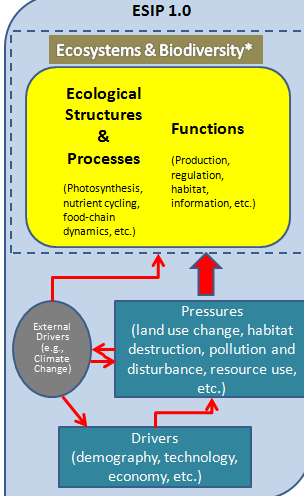 ESIP 1.0
Ecosystems & Biodiversity*
Ecological
Structures
&
Processes
(Photosynthesis,
nutrient cycling,
food-chain
dynamics, etc.)
Functions
(Production,
regulation,
habitat,
information, etc.)
External
Drivers
(e.g.,
Climate
Change)
Pressures
(land use change, habitat
destruction, pollution and
disturbance, resource use,
etc.)
Drivers
(demography, technology,
economy, etc.)